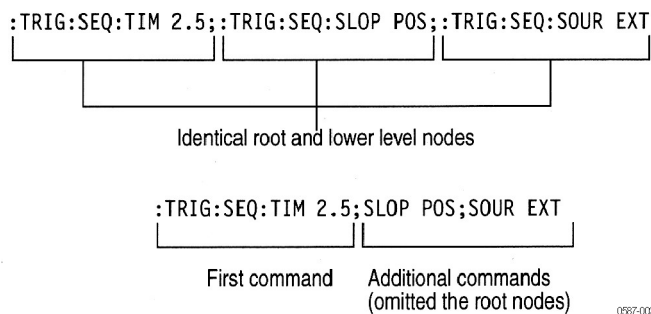 :TRIG:SEQ:TIM 2.5;:TRIG:SEQ:SLOP POS;:TRIG:SEQ:SOUR EXT
Identical root and lower level nodes
:TRIG:SEQ:TIM 2.5;SLOP POS;SOUR EXT
First command
Additional commands
(omitted the root nodes)